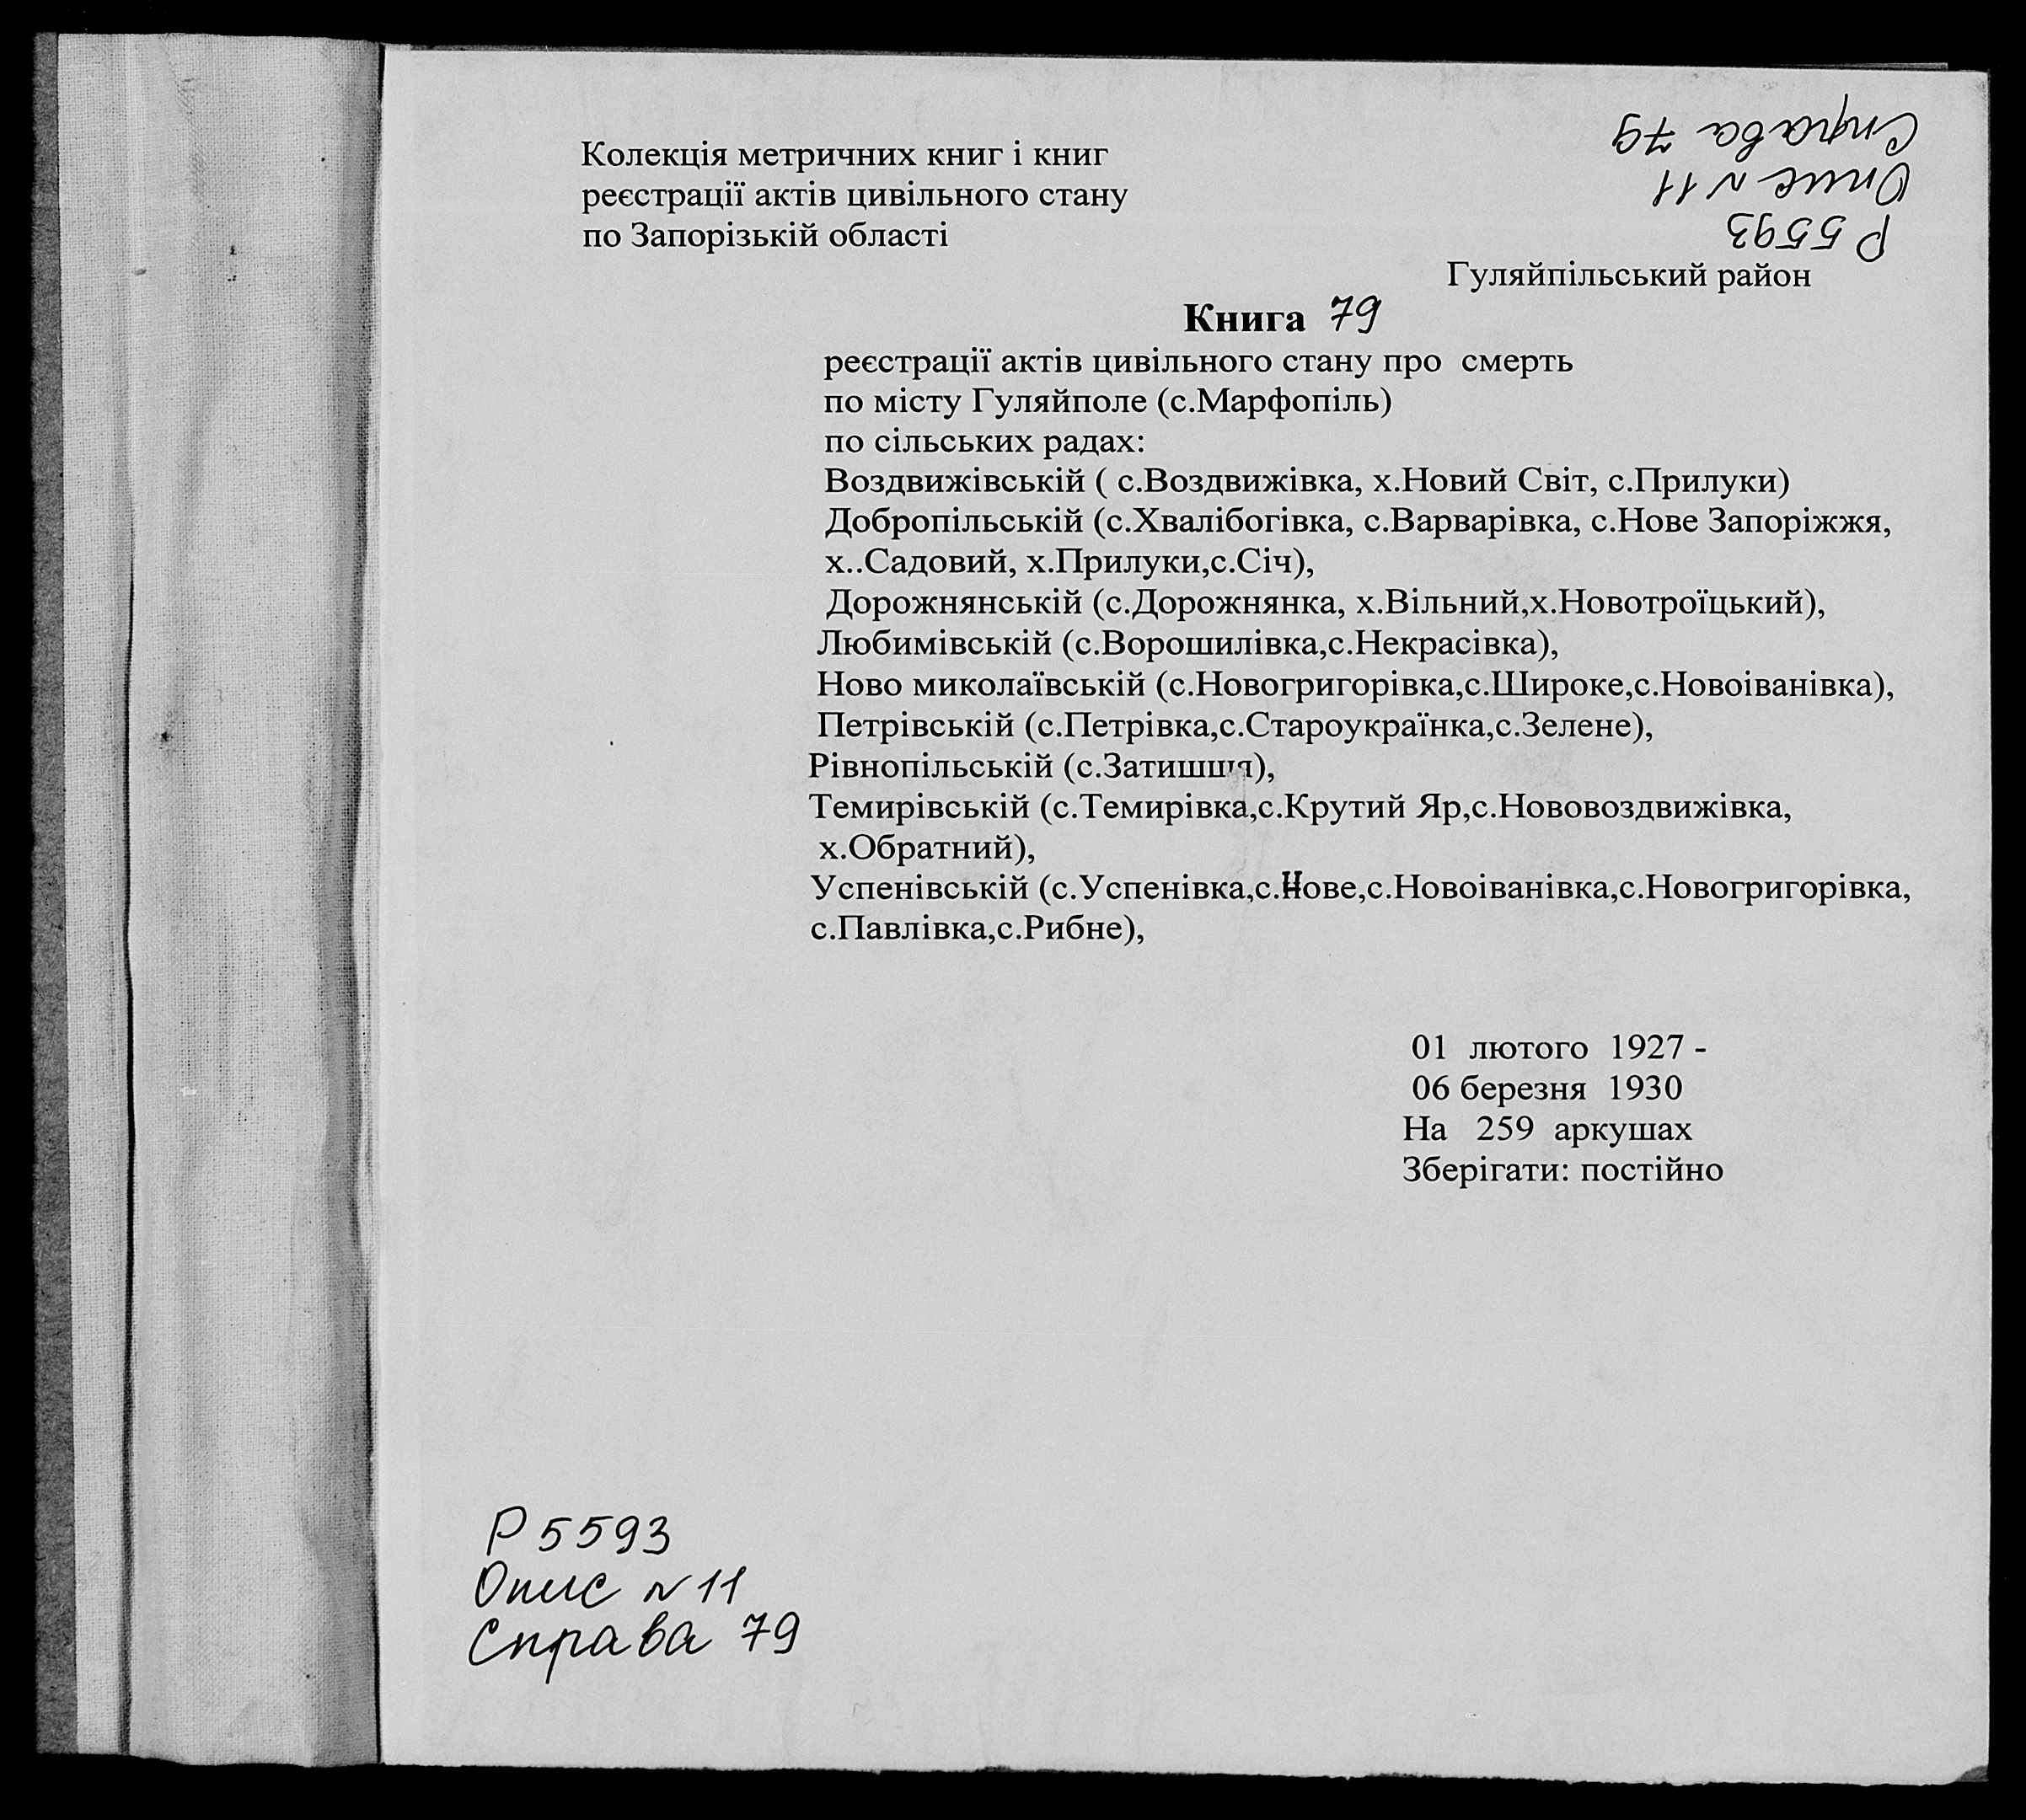 Колекція метричних книг і книг
реєстрації актів цивільного стану
по Запорізькій області
Справа 79
Опис N 11
Р 5593
Гуляйпільський район
Книга 79
реєстрації актів цивільного стану про смерть
по місту Гуляйполе (с.Марфопіль)
по сільських радах:
Воздвижівській ( с.Воздвижівка, х.Новий Світ, с.Прилуки)
Добропільській (с.Хвалібогівка, с.Варварівка, с.Нове Запоріжжя,
х..Садовий, х.Прилуки,с.Січ),
Дорожнянській (с.Дорожнянка, х.Вільний,х.Новотроїцький),
Любимівській (с.Ворошилівка,с.Некрасівка),
Ново миколаївській (с.Новогригорівка,с.Широке,с.Новоіванівка),
Петрівській (с.Петрівка,с.Староукраїнка,с.Зелене),
Рівнопільській (с.Затишшя),
Темирівській (с.Темирівка,с.Крутий Яр,с.Нововоздвижівка,
х.Обратний),
Успенівській (с.Успенівка,с.Нове,с.Новоіванівка,с.Новогригорівка,
с.Павлівка,с.Рибне),
01 лютого 1927 -
06 березня 1930
На 259 аркушах
Зберігати: постійно
Р 5593
Опис N 11
Справа 79